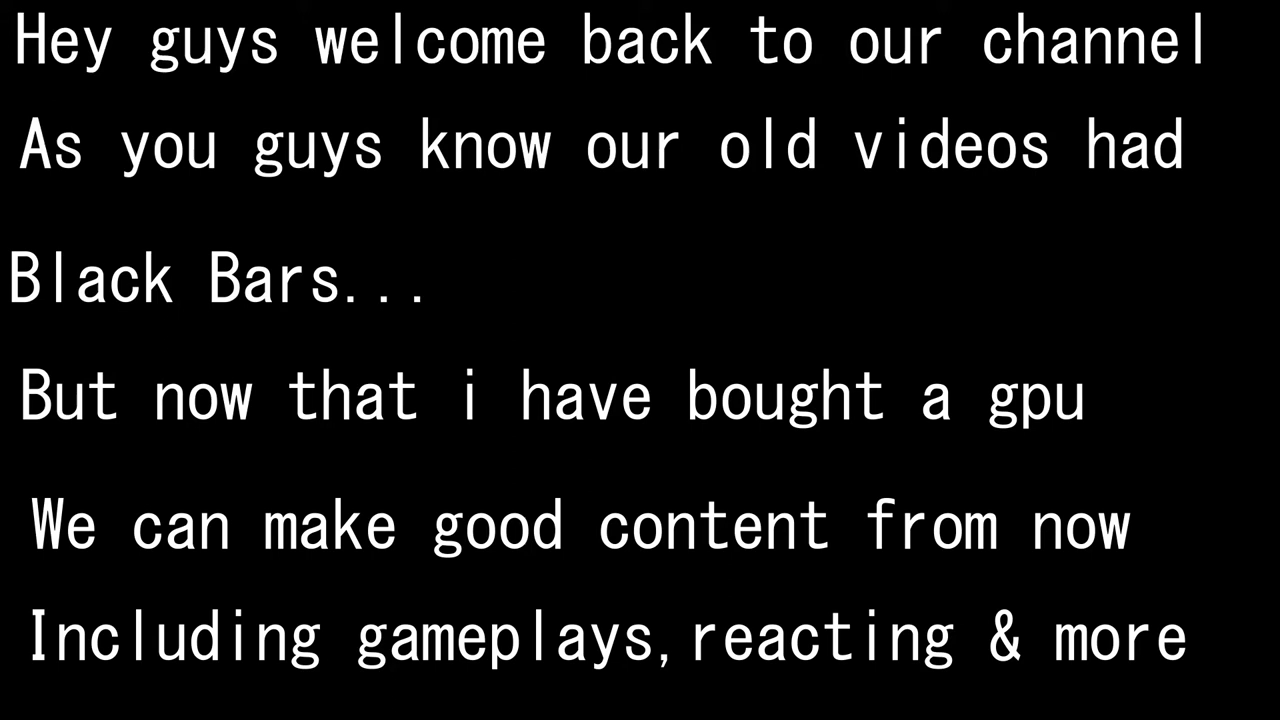 Hey guys welcome back to our channel
As you guys know our old videos had
Black Bars...
But now that i have bought a gpu
We can make good content from now
Including gameplays,reacting & more